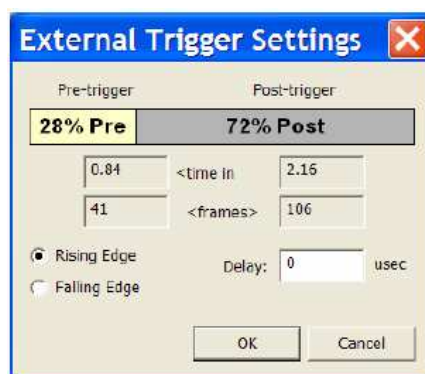 External Trigger Settings
Pre-trigger Post-trigger
28% Pre 72% Post
0.84 <time in 2.16
41 <frames> 106
Rising Edge Delay: 0 usec
Falling Edge
OK Cancel